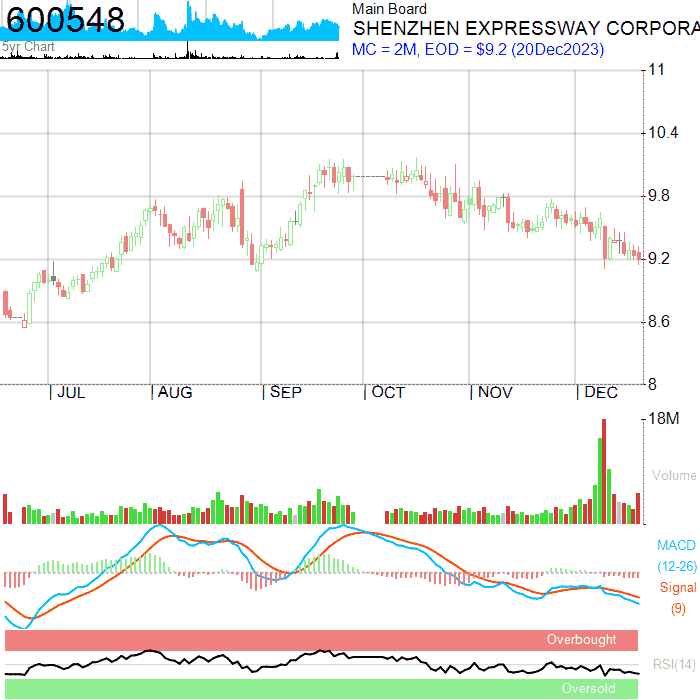 600548
5yr Chart
Main Board
SHENZHEN EXPRESSWAY CORPORA
MC = 2M, EOD = $9.2 (20Dec2023)
11
10.4
9.8
9.2
8.6
8
JUL AUG SEP OCT NOV DEC
18M
Volume
MACD
(12-26)
Signal
(9)
Overbought
RSI(14)
Oversold